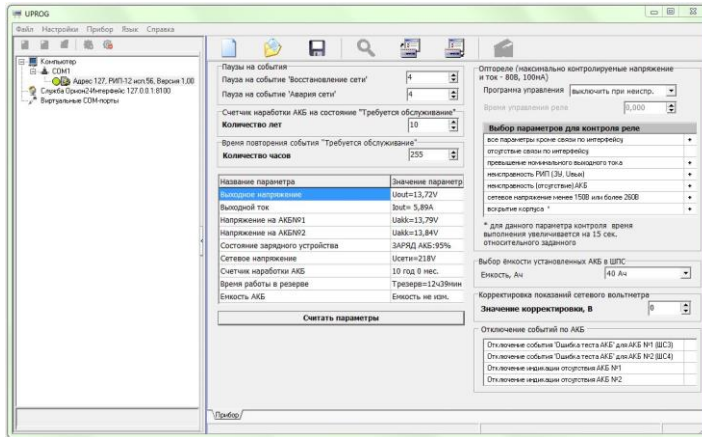 UPROG
Файл Настройки Прибор Язык Справка
Компьютер
COM1
Адрес 127, РИП-12 исп.56, Версия 1,00
Служба Орион2-Интерфейс 127.0.0.1:8100
Виртуальные COM-порты
Паузы на события
Пауза на событие 'Восстановление сети' 4
Пауза на событие 'Авария сети' 4
Счетчик наработки АКБ на состояние "Требуется обслуживание"
Количество лет 10
Время повторения события "Требуется обслуживание"
Количество часов 255
Название параметра Значение параметр
Выходное напряжение Uout=13,72V
Выходной ток Iout= 5,89A
Напряжение на АКБ№1 Uakk=13,79V
Напряжение на АКБ№2 Uakk=13,84V
Состояние зарядного устройства ЗАРЯД АКБ:95%
Сетевое напряжение Uсети=218V
Счетчик наработки АКБ 10 год 0 мес.
Время работы в резерве Tрезерв=12ч39мин
Емкость АКБ Емкость не изм.
Считать параметры
Оптореле (максимально контролируемые напряжение
и ток - 80В, 100мА)
Программа управления выключить при неиспр.
Время управления реле 0,000
Выбор параметров для контроля реле
все параметры кроме связи по интерфейсу +
отсутствие связи по интерфейсу
превышение номинального выходного тока +
неисправность РИП (ЗУ, Uвых) +
неисправность (отсутствие) АКБ +
сетевое напряжение менее 150В или более 260В +
вскрытие корпуса * +
* для данного параметра контроля время
выполнения увеличивается на 15 сек.
относительного заданного
Выбор ёмкости установленных АКБ в ШПС
Емкость, Ач 40 Ач
Корректировка показаний сетевого вольтметра
Значение корректировки, В 0
Отключение событий по АКБ
Отключение события 'Ошибка теста АКБ' для АКБ №1 (ШС3)
Отключение события 'Ошибка теста АКБ' для АКБ №2 (ШС4)
Отключение индикации отсутствия АКБ №1
Отключение индикации отсутствия АКБ №2
Прибор